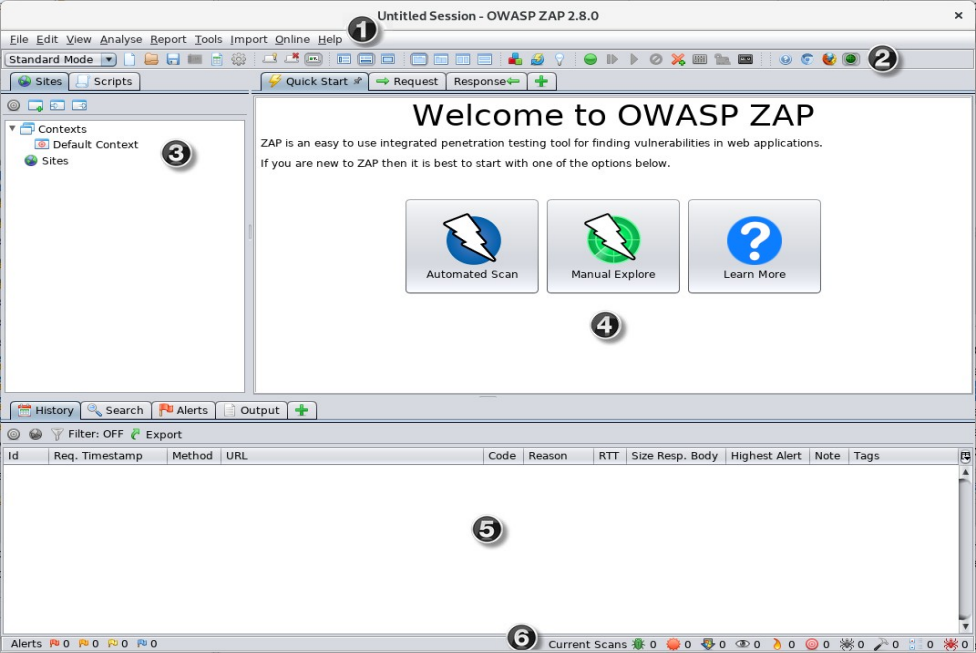 Untitled Session - OWASP ZAP 2.8.0
File Edit View Analyse Report Tools Import Online Help
1
Standard Mode
2
Sites Scripts
Quick Start Request Response
Contexts
Default Context
Sites
3
Welcome to OWASP ZAP
ZAP is an easy to use integrated penetration testing tool for finding vulnerabilities in web applications.
If you are new to ZAP then it is best to start with one of the options below.
Automated Scan Manual Explore Learn More
4
History Search Alerts Output
Filter: OFF Export
Id Req. Timestamp Method URL Code Reason RTT Size Resp. Body Highest Alert Note Tags
5
Alerts 0 0 0 0 6 Current Scans 0 0 0 0 0 0 0 0 0 0